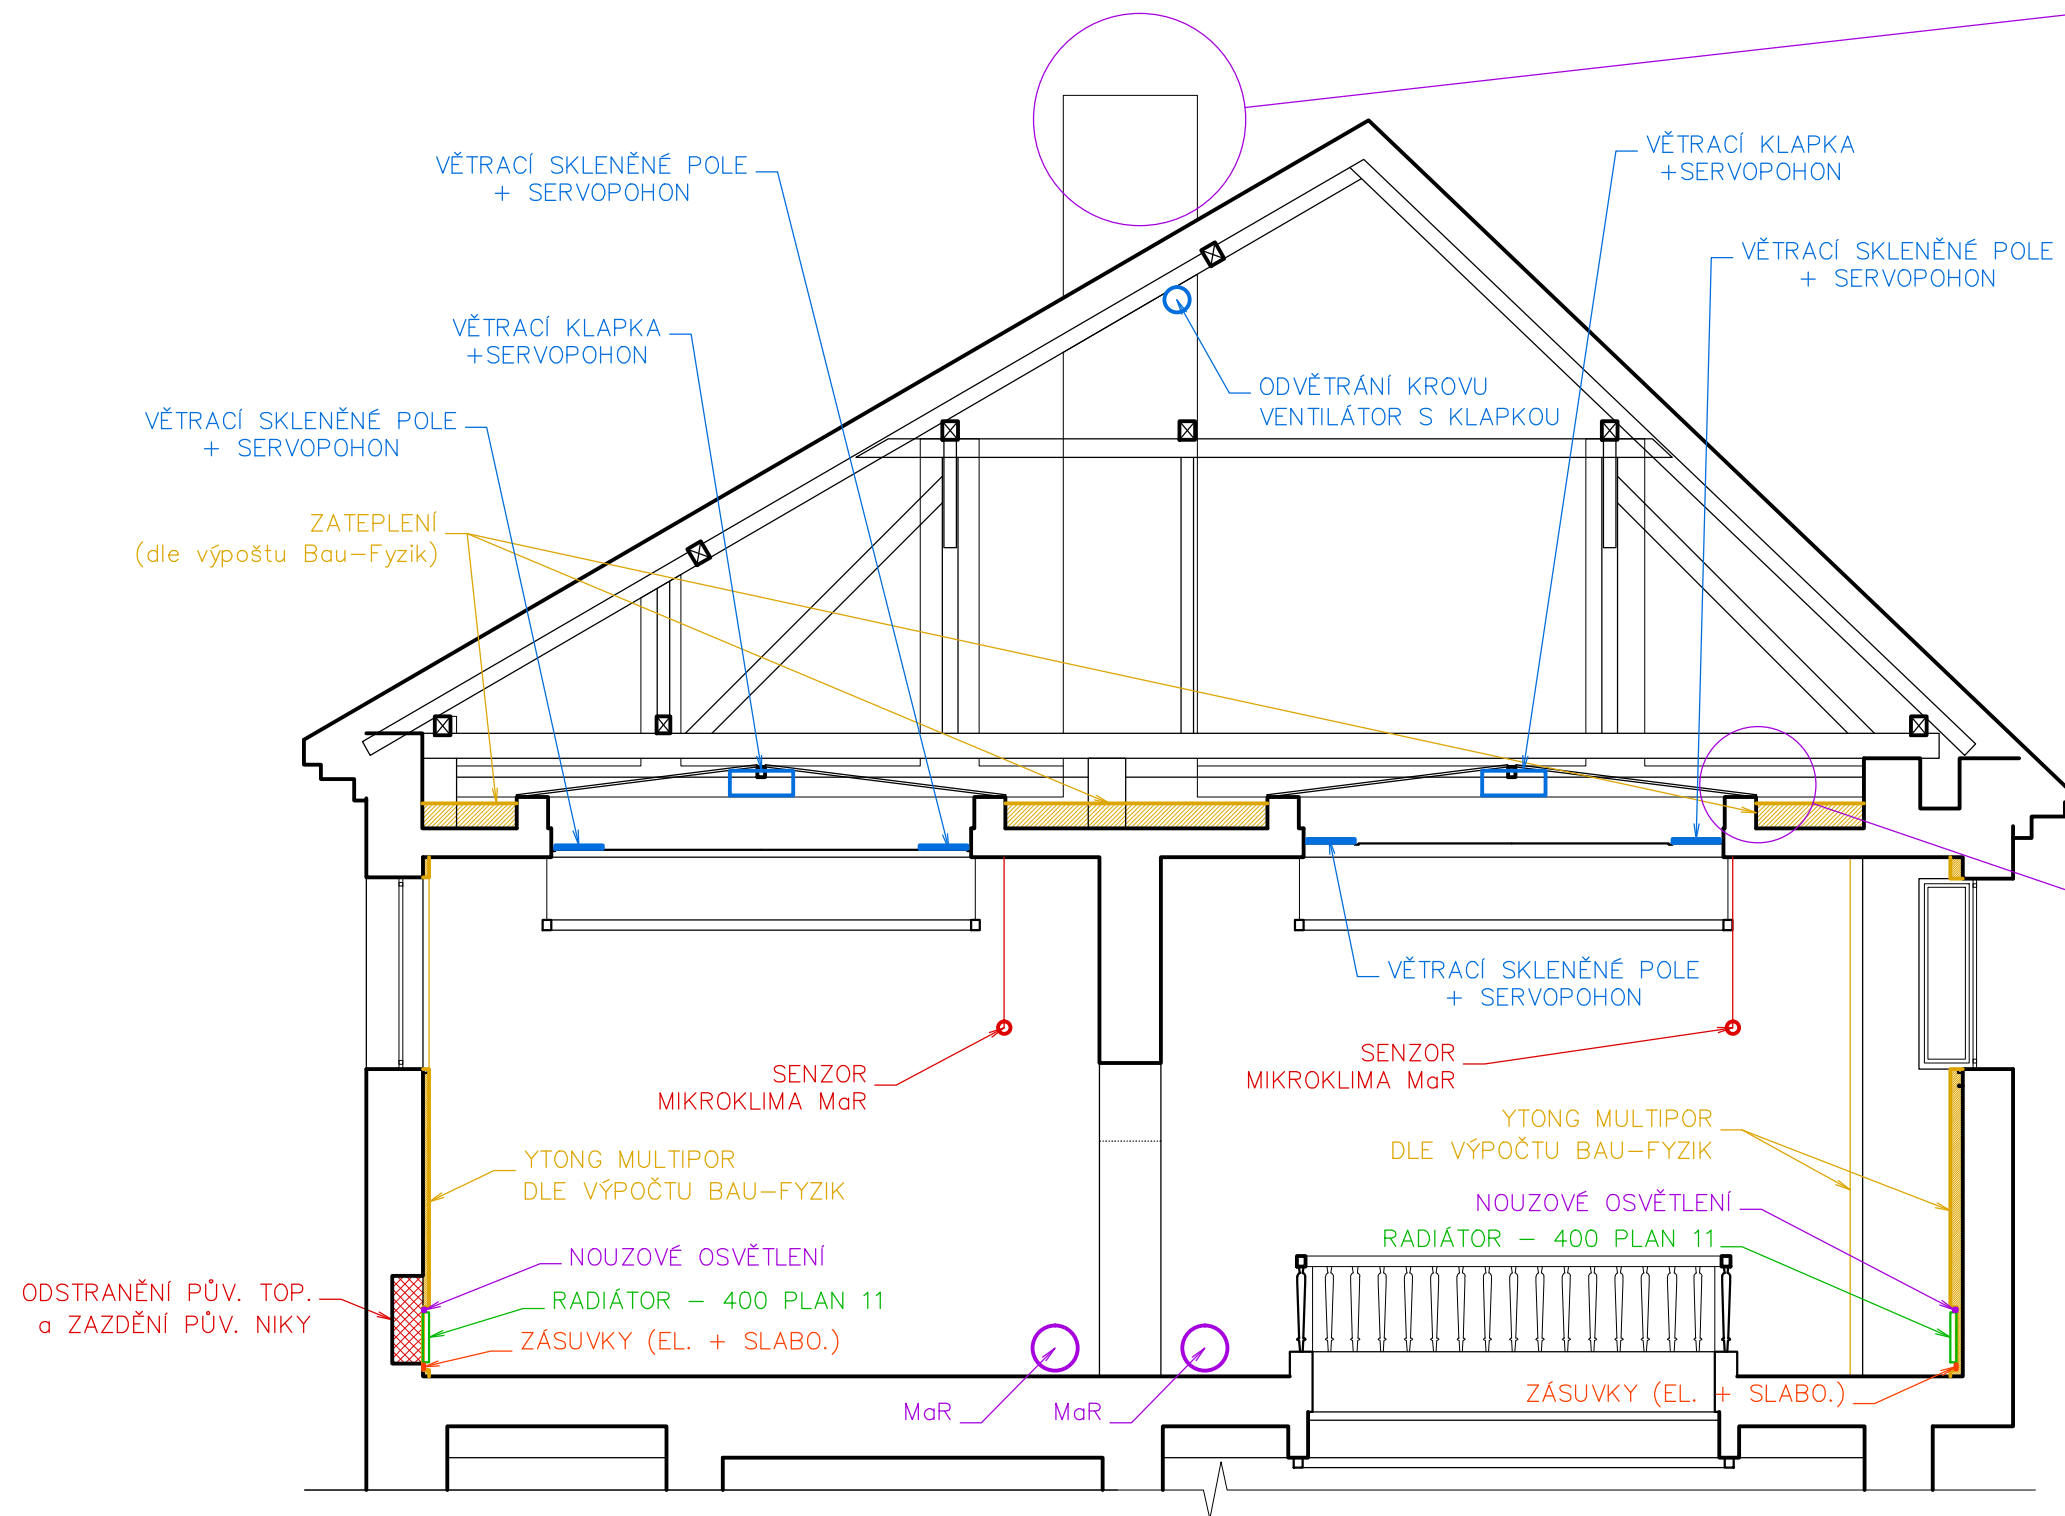 VĚTRACÍ KLAPKA
+SERVOPOHON
VĚTRACÍ SKLENĚNÉ POLE
+ SERVOPOHON
VĚTRACÍ SKLENĚNÉ POLE
+ SERVOPOHON
VĚTRACÍ KLAPKA
+SERVOPOHON
ODVĚTRÁNÍ KROVU
VENTILÁTOR S KLAPKOU
VĚTRACÍ SKLENĚNÉ POLE
+ SERVOPOHON
ZATEPLENÍ
(dle výpoštu Bau-Fyzik)
VĚTRACÍ SKLENĚNÉ POLE
+ SERVOPOHON
SENZOR
MIKROKLIMA MaR
SENZOR
MIKROKLIMA MaR
YTONG MULTIPOR
DLE VÝPOČTU BAU-FYZIK
YTONG MULTIPOR
DLE VÝPOČTU BAU-FYZIK
NOUZOVÉ OSVĚTLENÍ
RADIÁTOR - 400 PLAN 11
NOUZOVÉ OSVĚTLENÍ
RADIÁTOR - 400 PLAN 11
ODSTRANĚNÍ PŮV. TOP.
a ZAZDĚNÍ PŮV. NIKY
ZÁSUVKY (EL. + SLABO.)
ZÁSUVKY (EL. + SLABO.)
MaR
MaR